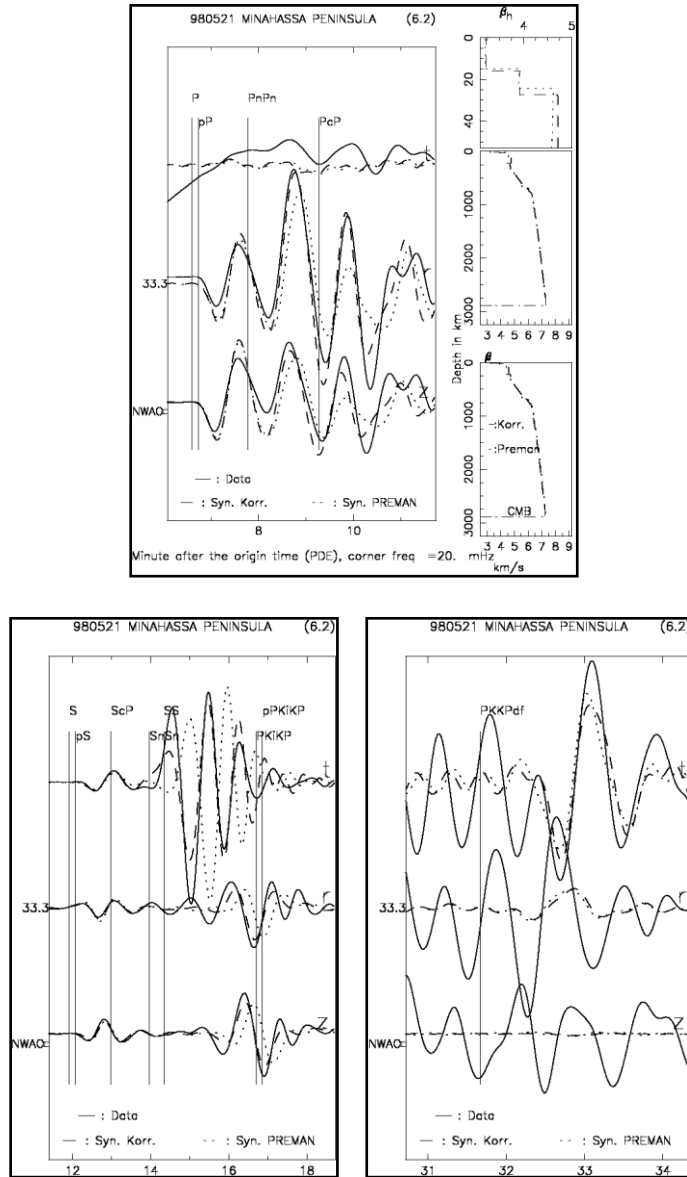 980521 MINAHASSA PENINSULA (6.2)
P PnPn
pP PcP
t
33.3 r
NWAO Z
— : Data
— : Syn. Korr. · · : Syn. PREMAN
8 10
Minute after the origin time (PDE), corner freq =20. mHz
βh
4 5
0
20
40
0
1000
2000
3000
3 4 5 6 7 8 9
Depth in km
β
0
-:Korr.
1000
·:Preman
2000
CMB
3000
3 4 5 6 7 8 9
km/s
980521 MINAHASSA PENINSULA (6.2)
S ScP SS pPKiKP
pS SnSn PKiKP
t
33.3 r
NWAO Z
— : Data
— : Syn. Korr. · · : Syn. PREMAN
12 14 16 18
980521 MINAHASSA PENINSULA (6.2)
PKKPdf
t
33.3 r
NWAO Z
— : Data
— : Syn. Korr. · · : Syn. PREMAN
31 32 33 34